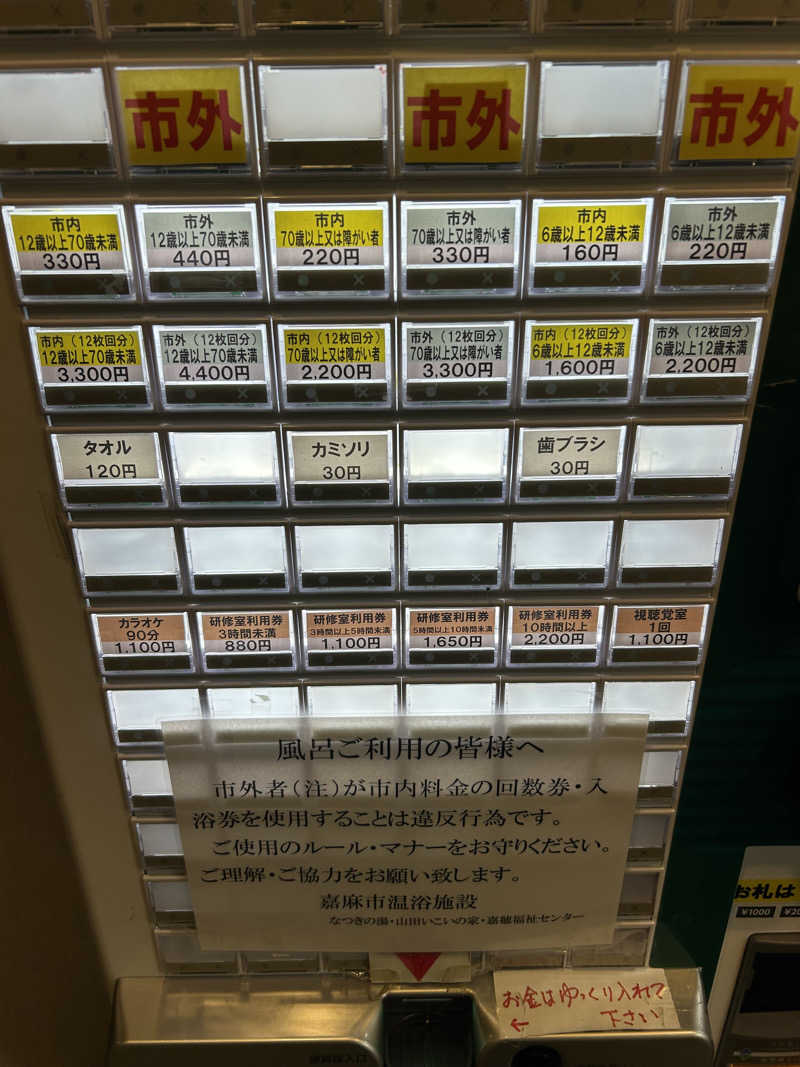 市外
市外
市外
市内
12歳以上70歳未満
330円
市外
12歳以上70歳未満
440円
市内
70歳以上又は障がい者
220円
市外
70歳以上又は障がい者
330円
市内
6歳以上12歳未満
160円
市外
6歳以上12歳未満
220円
市内（12枚回分）
12歳以上70歳未満
3,300円
市外（12枚回分）
12歳以上70歳未満
4,400円
市内（12枚回分）
70歳以上又は障がい者
2,200円
市外（12枚回分）
70歳以上又は障がい者
3,300円
市内（12枚回分）
6歳以上12歳未満
1,600円
市外（12枚回分）
6歳以上12歳未満
2,200円
タオル
120円
カミソリ
30円
歯ブラシ
30円
カラオケ
90分
1,100円
研修室利用券
3時間未満
880円
研修室利用券
3時間以上5時間未満
1,100円
研修室利用券
5時間以上10時間未満
1,650円
研修室利用券
10時間以上
2,200円
視聴覚室
1回
1,100円
風呂ご利用の皆様へ
市外者（注）が市内料金の回数券・入
浴券を使用することは違反行為です。
ご使用のルール・マナーをお守りください。
ご理解・ご協力をお願い致します。
嘉麻市温浴施設
なつきの湯・山田いこいの家・嘉穂福祉センター
お札は
¥1000
お金はゆっくり入れて
← 下さい